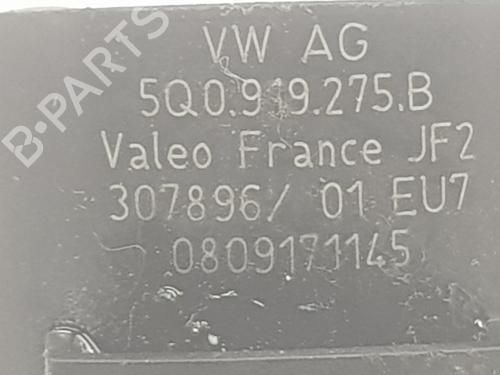 VW AG
5Q0.919.275.B
Valeo France JF2
307896/ 01 EU7
0809171145
B-PARTS